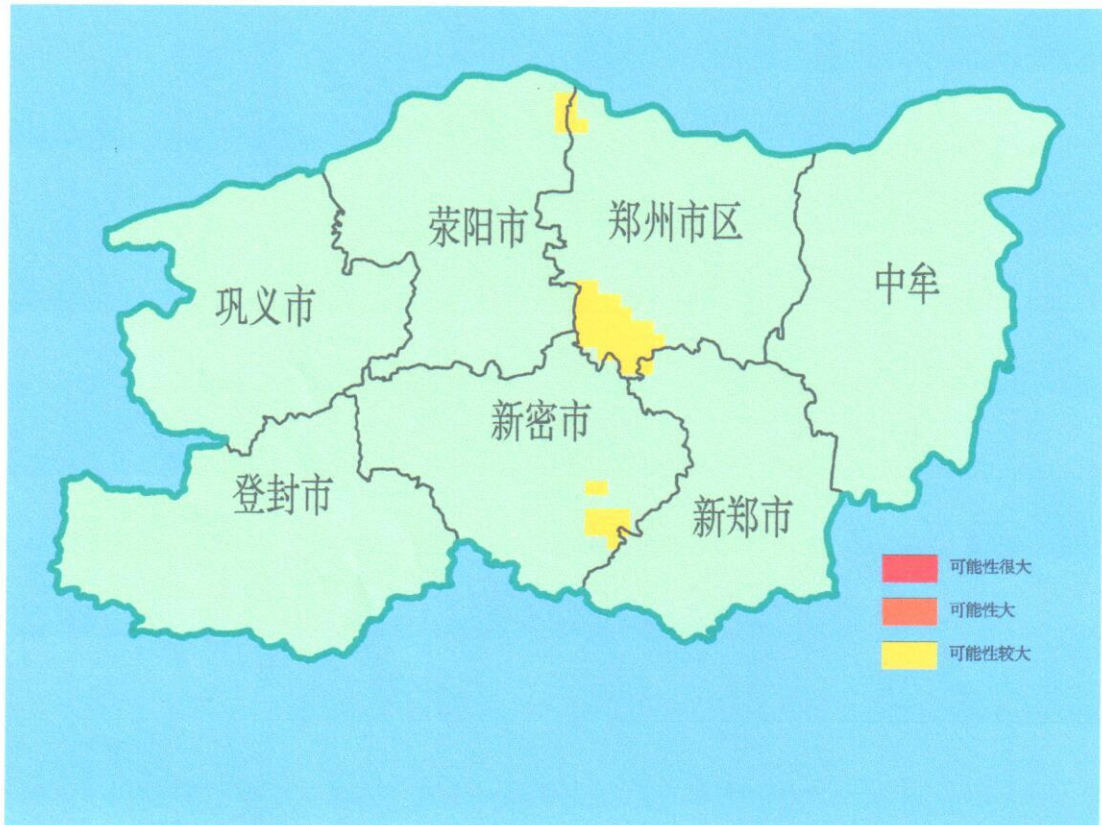 荥阳市
郑州市区
中牟
巩义市
新密市
登封市
新郑市
可能性很大
可能性大
可能性较大